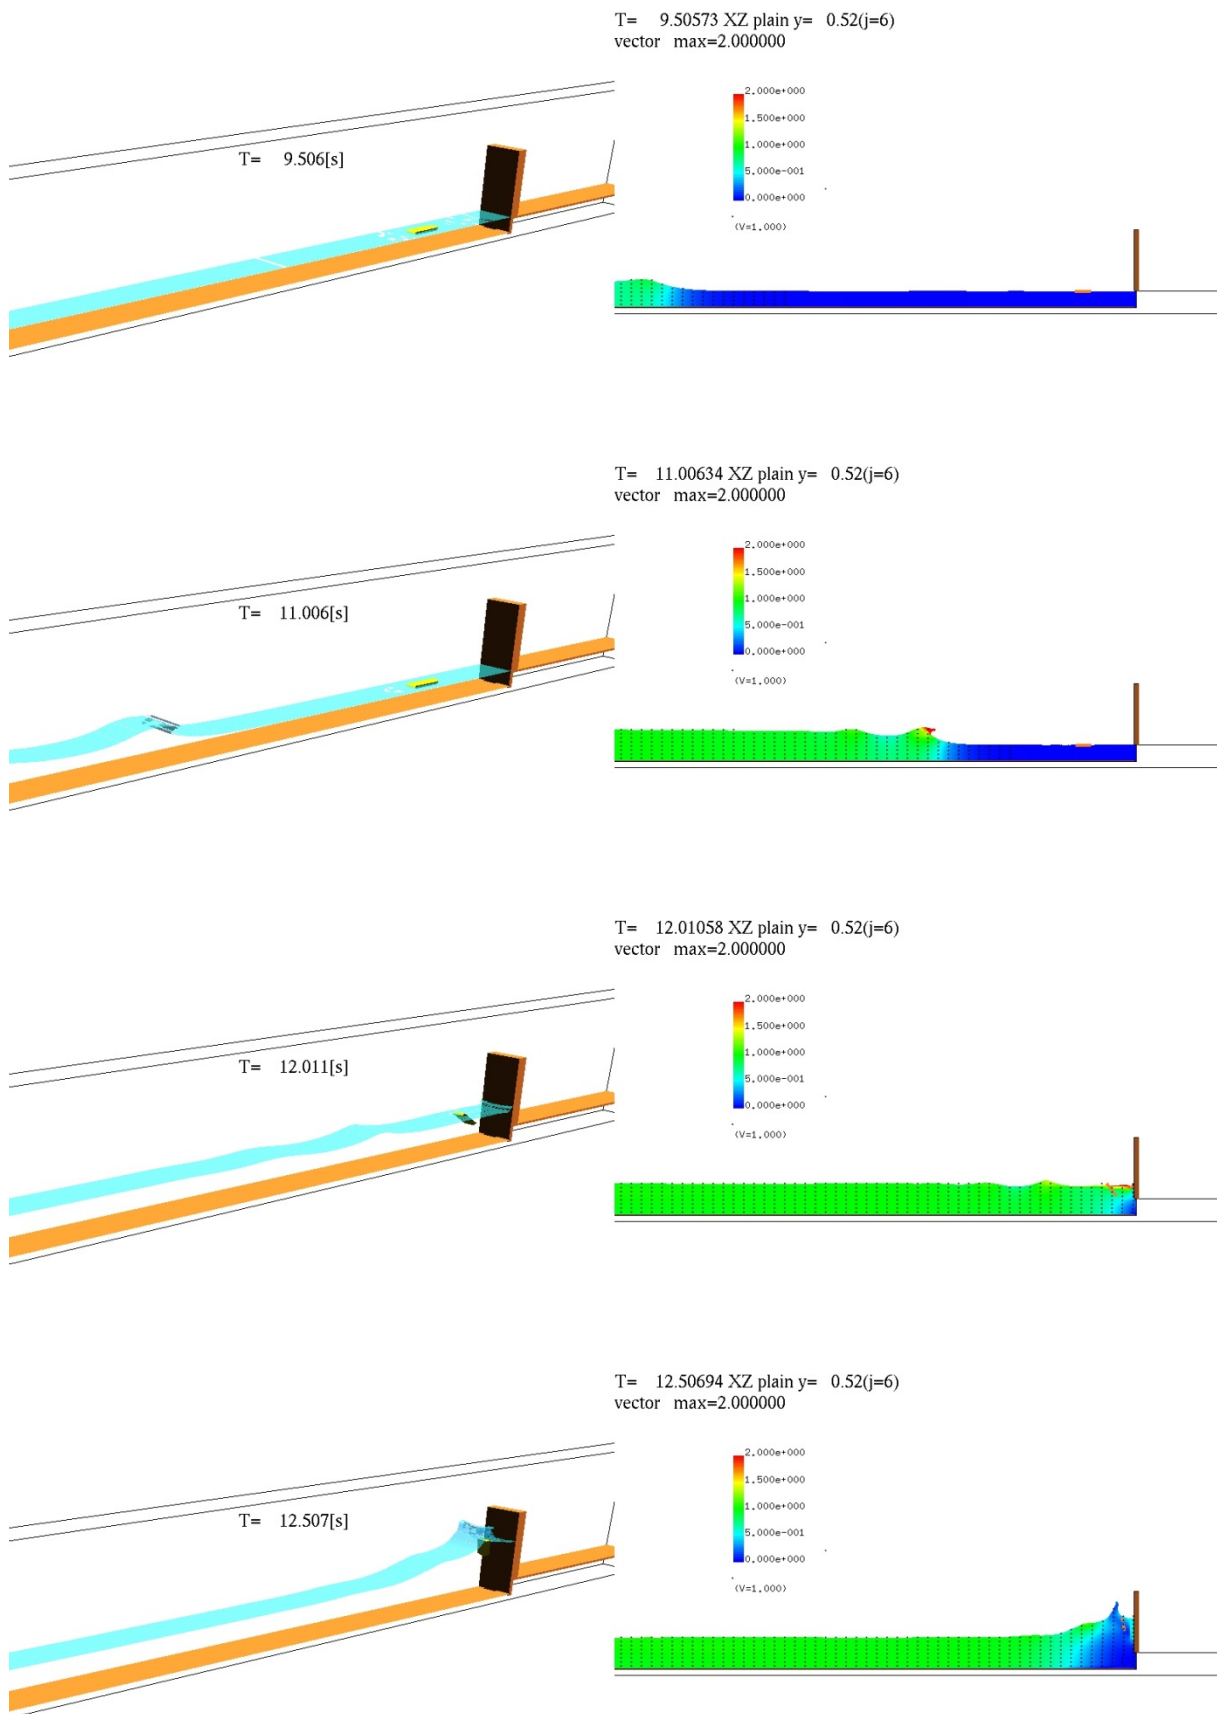 T= 9.50573 XZ plain y= 0.52(j=6)
vector max=2.000000
2.000e+000
1.500e+000
1.000e+000
5.000e-001
0.000e+000
(V=1.000)
T= 9.506[s]
T= 11.00634 XZ plain y= 0.52(j=6)
vector max=2.000000
2.000e+000
1.500e+000
1.000e+000
5.000e-001
0.000e+000
(V=1.000)
T= 11.006[s]
T= 12.01058 XZ plain y= 0.52(j=6)
vector max=2.000000
2.000e+000
1.500e+000
1.000e+000
5.000e-001
0.000e+000
(V=1.000)
T= 12.011[s]
T= 12.50694 XZ plain y= 0.52(j=6)
vector max=2.000000
2.000e+000
1.500e+000
1.000e+000
5.000e-001
0.000e+000
(V=1.000)
T= 12.507[s]